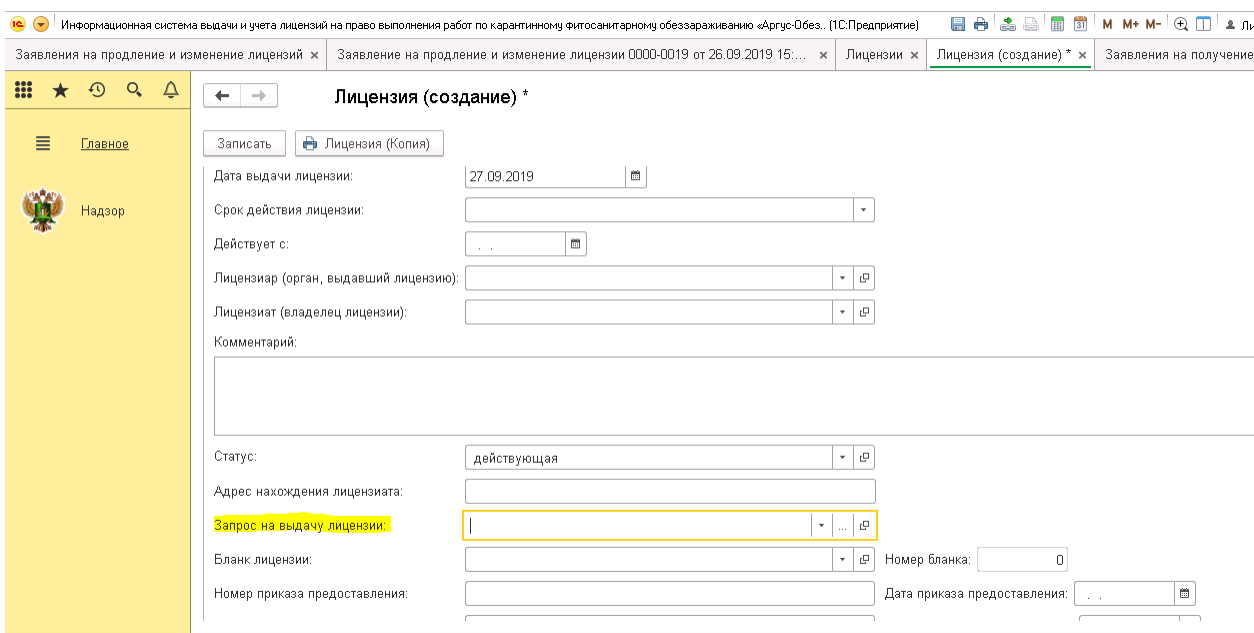 1С Информационная система выдачи и учета лицензий на право выполнения работ по карантинному фитосанитарному обеззараживанию «Аргус-Обез.. (1С:Предприятие) 31 M M+ M-
Заявления на продление и изменение лицензий × Заявление на продление и изменение лицензии 0000-0019 от 26.09.2019 15:... × Лицензии × Лицензия (создание) * × Заявления на получение
Лицензия (создание) *
Главное
Записать Лицензия (Копия)
Дата выдачи лицензии: 27.09.2019
Надзор
Срок действия лицензии:
Действует с: . .
Лицензиар (орган, выдавший лицензию):
Лицензиат (владелец лицензии):
Комментарий:
Статус: действующая
Адрес нахождения лицензиата:
Запрос на выдачу лицензии: ...
Бланк лицензии: Номер бланка: 0
Номер приказа предоставления: Дата приказа предоставления: . .